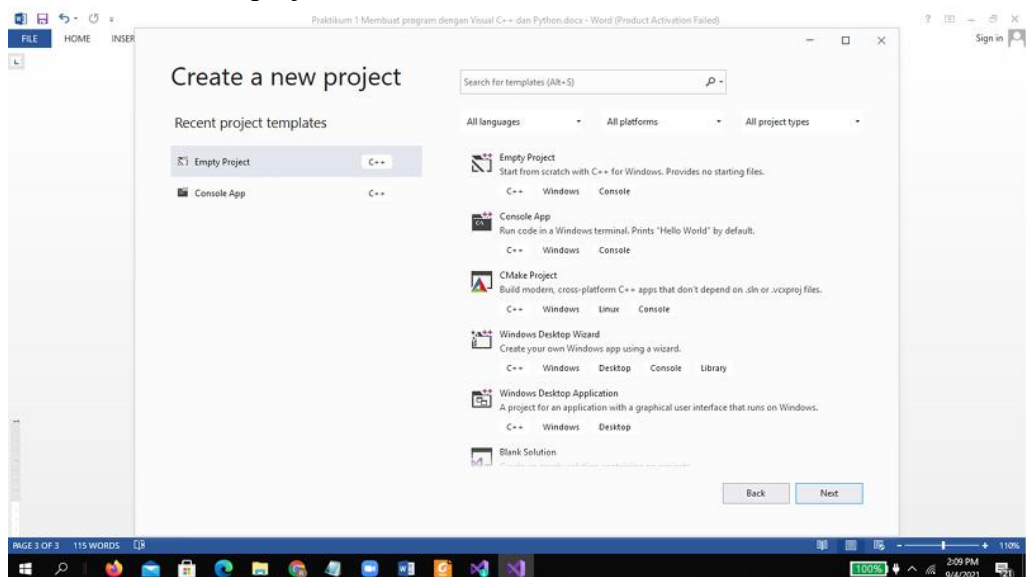 Praktikum 1 Membuat program dengan Visual C++ dan Python.docx - Word (Product Activation Failed)
FILE HOME INSER
Sign in
Create a new project
Search for templates (Alt+S)
Recent project templates
All languages All platforms All project types
Empty Project C++
Console App C++
Empty Project
Start from scratch with C++ for Windows. Provides no starting files.
C++ Windows Console
Console App
Run code in a Windows terminal. Prints "Hello World" by default.
C++ Windows Console
CMake Project
Build modern, cross-platform C++ apps that don't depend on .sln or .vcxproj files.
C++ Windows Linux Console
Windows Desktop Wizard
Create your own Windows app using a wizard.
C++ Windows Desktop Console Library
Windows Desktop Application
A project for an application with a graphical user interface that runs on Windows.
C++ Windows Desktop
Blank Solution
Back Next
PAGE 3 OF 3 115 WORDS 110%
100% 2:09 PM
9/4/2021